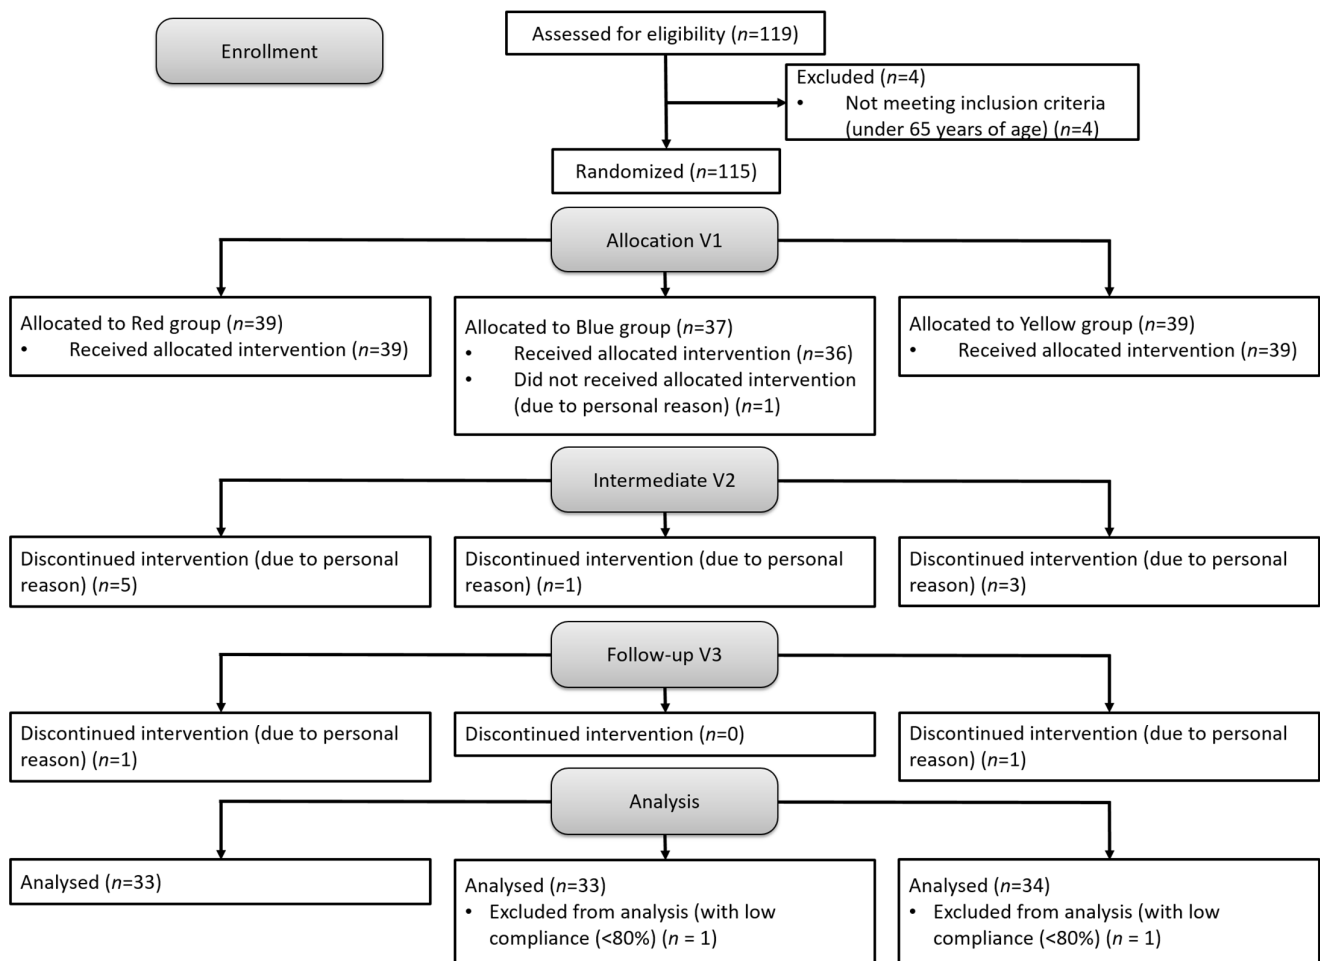 Enrollment
Assessed for eligibility (n=119)
Excluded (n=4)
• Not meeting inclusion criteria
(under 65 years of age) (n=4)
Randomized (n=115)
Allocation V1
Allocated to Red group (n=39)
• Received allocated intervention (n=39)
Allocated to Blue group (n=37)
• Received allocated intervention (n=36)
• Did not received allocated intervention
(due to personal reason) (n=1)
Allocated to Yellow group (n=39)
• Received allocated intervention (n=39)
Intermediate V2
Discontinued intervention (due to personal
reason) (n=5)
Discontinued intervention (due to personal
reason) (n=1)
Discontinued intervention (due to personal
reason) (n=3)
Follow-up V3
Discontinued intervention (due to personal
reason) (n=1)
Discontinued intervention (n=0)
Discontinued intervention (due to personal
reason) (n=1)
Analysis
Analysed (n=33)
Analysed (n=33)
• Excluded from analysis (with low
compliance (<80%) (n = 1)
Analysed (n=34)
• Excluded from analysis (with low
compliance (<80%) (n = 1)